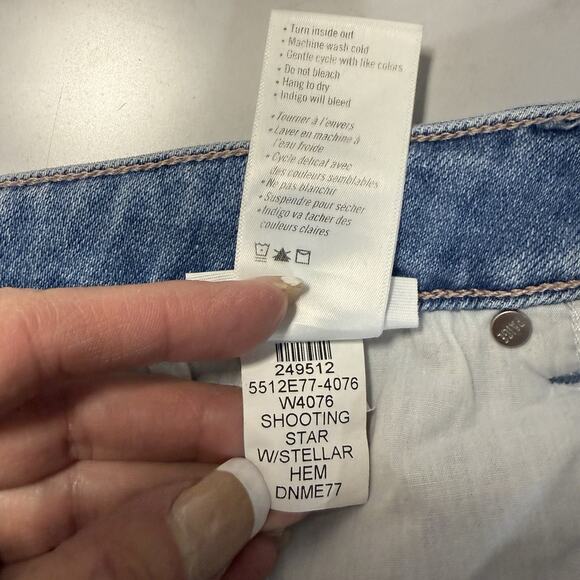 • Turn inside out
• Machine wash cold
• Gentle cycle with like colors
• Do not bleach
• Hang to dry
• Indigo will bleed
• Tourner à l'envers
• Laver en machine à
l'eau froide
• Cycle délicat avec
des couleurs semblables
• Ne pas blanchir
• Suspendre pour sécher
• Indigo va tacher des
couleurs claires
PAIGE
249512
5512E77-4076
W4076
SHOOTING
STAR
W/STELLAR
HEM
DNME77